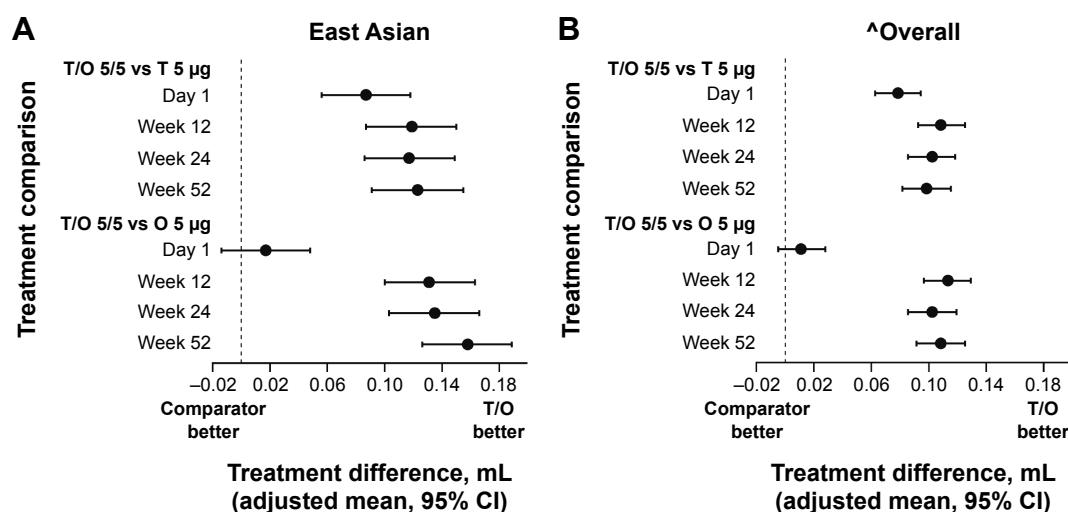 A
East Asian
Treatment comparison
T/O 5/5 vs T 5 µg
Day 1
Week 12
Week 24
Week 52
T/O 5/5 vs O 5 µg
Day 1
Week 12
Week 24
Week 52
–0.02 0.02 0.06 0.10 0.14 0.18
Comparator T/O
better better
Treatment difference, mL
(adjusted mean, 95% CI)
B
^Overall
Treatment comparison
T/O 5/5 vs T 5 µg
Day 1
Week 12
Week 24
Week 52
T/O 5/5 vs O 5 µg
Day 1
Week 12
Week 24
Week 52
–0.02 0.02 0.06 0.10 0.14 0.18
Comparator T/O
better better
Treatment difference, mL
(adjusted mean, 95% CI)